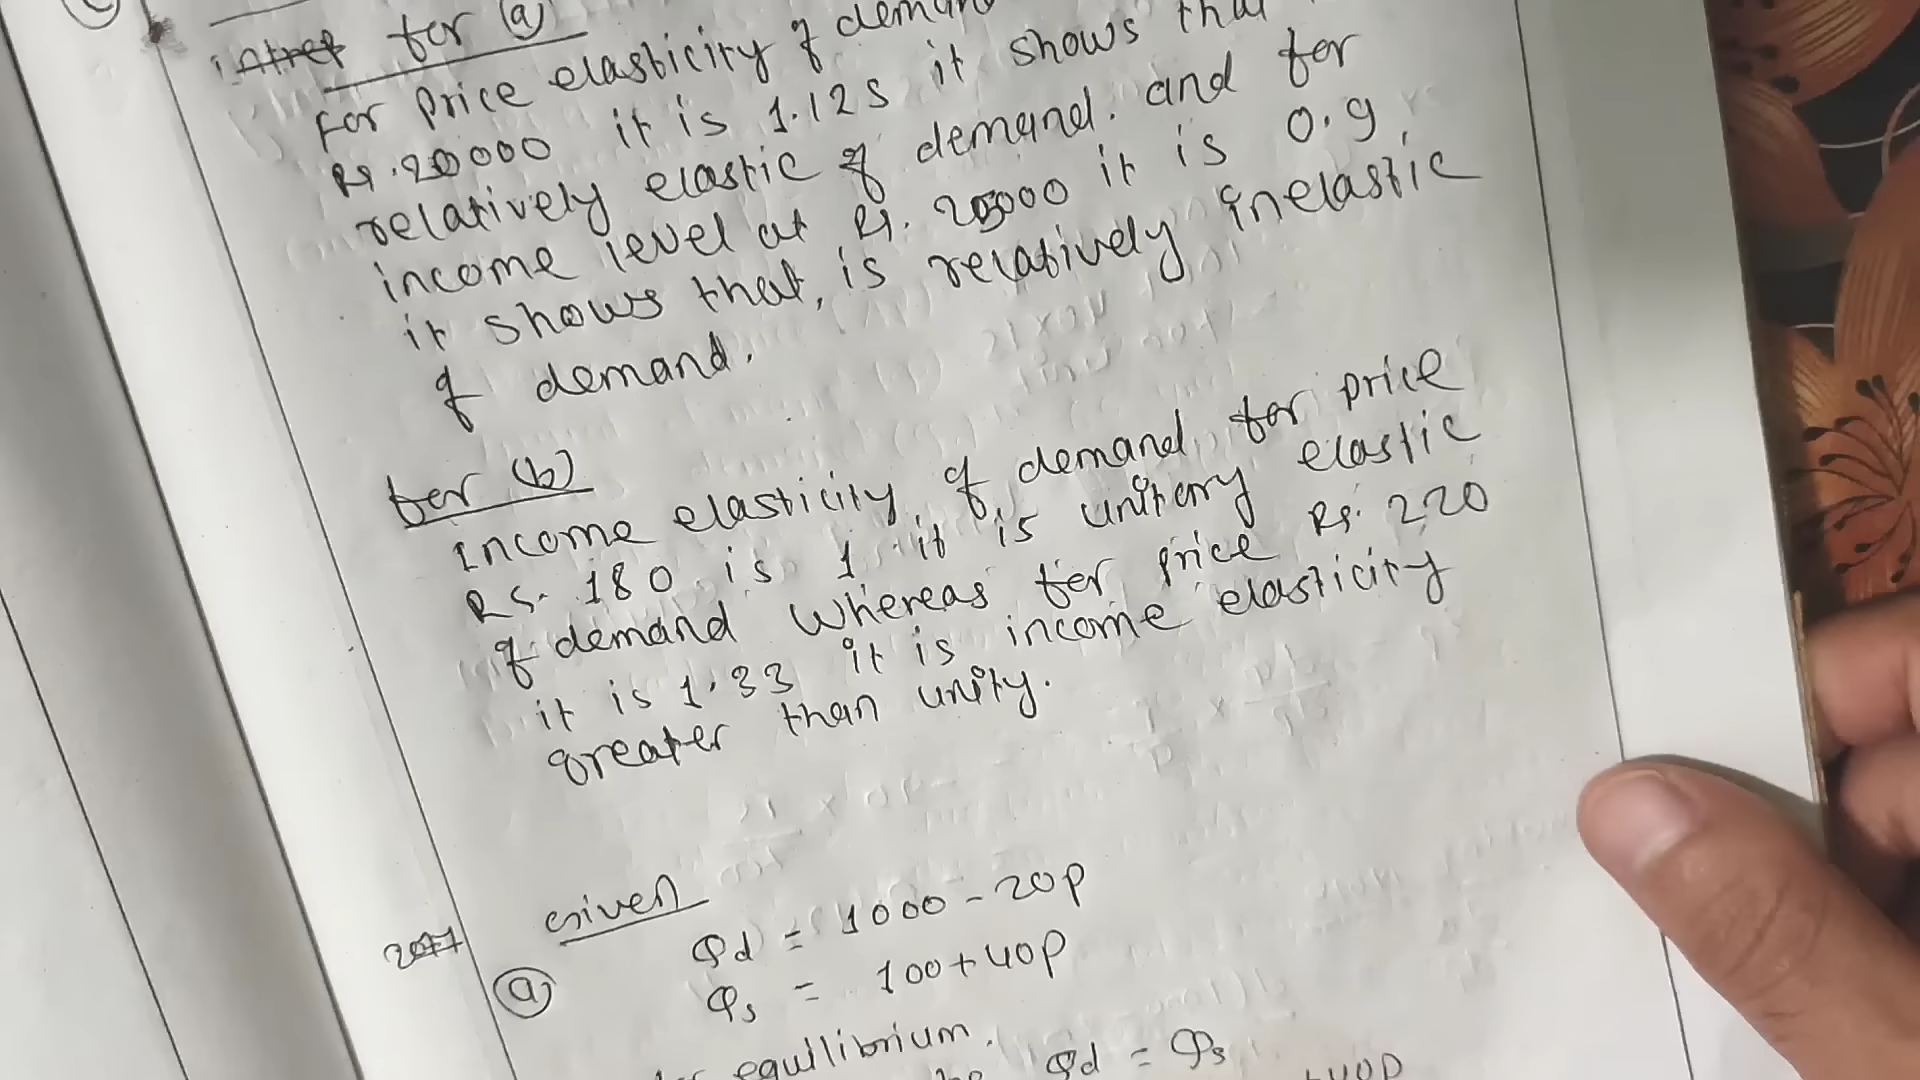 for (a)
For price elasticity of demand
Rs. 20000 it is 1.125 it shows that
relatively elastic of demand. and for
income level at Rs. 25000 it is 0.9,
it shows that, is relatively inelastic
of demand.
for (b)
Income elasticity of demand for price
Rs. 180 is 1 it is unitary elastic
of demand whereas for price Rs. 220
it is 1.33 it is income elasticity
greater than unity.
Given
2077
Qd = 1000 - 20p
(a)
Qs = 100 + 40p
equilibrium.
Qd = Qs
+40p